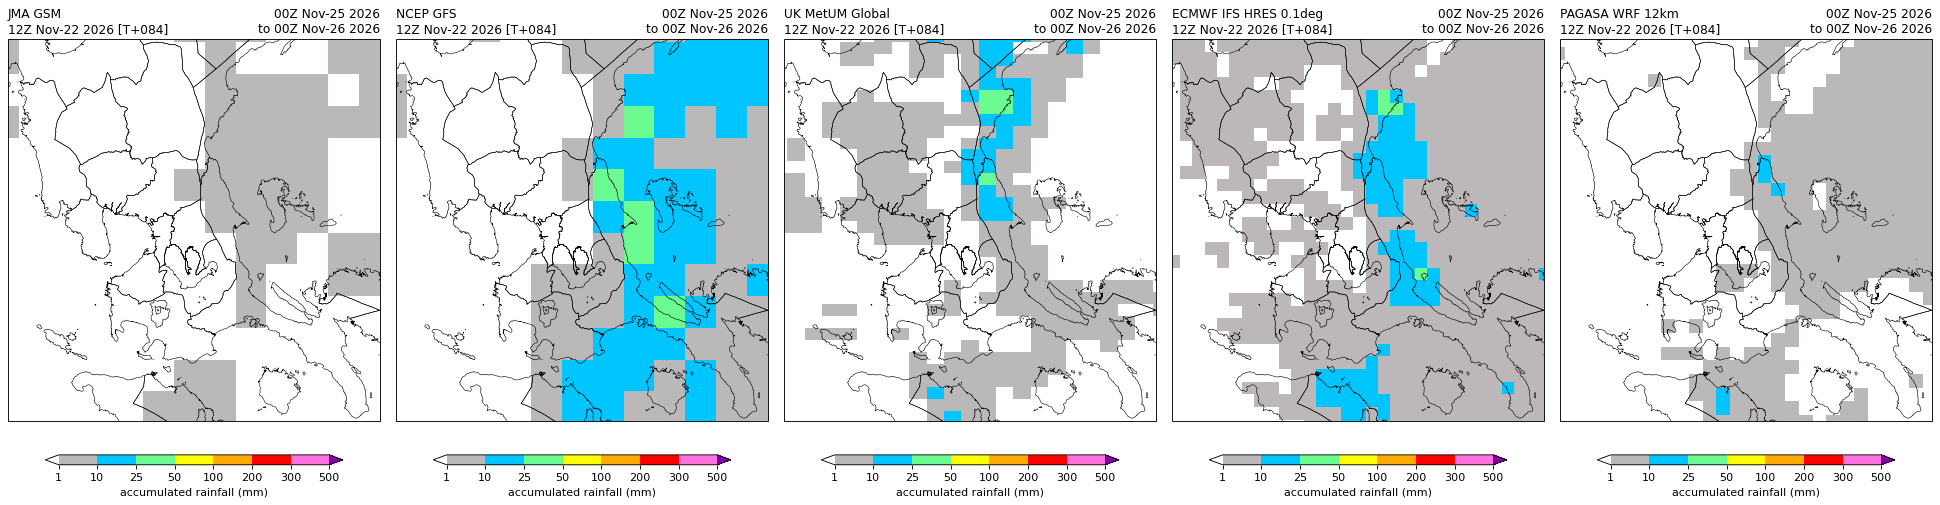 JMA GSM 00Z Nov-25 2026
12Z Nov-22 2026 [T+084] to 00Z Nov-26 2026
1 10 25 50 100 200 300 500
accumulated rainfall (mm)
NCEP GFS 00Z Nov-25 2026
12Z Nov-22 2026 [T+084] to 00Z Nov-26 2026
1 10 25 50 100 200 300 500
accumulated rainfall (mm)
UK MetUM Global 00Z Nov-25 2026
12Z Nov-22 2026 [T+084] to 00Z Nov-26 2026
1 10 25 50 100 200 300 500
accumulated rainfall (mm)
ECMWF IFS HRES 0.1deg 00Z Nov-25 2026
12Z Nov-22 2026 [T+084] to 00Z Nov-26 2026
1 10 25 50 100 200 300 500
accumulated rainfall (mm)
PAGASA WRF 12km 00Z Nov-25 2026
12Z Nov-22 2026 [T+084] to 00Z Nov-26 2026
1 10 25 50 100 200 300 500
accumulated rainfall (mm)